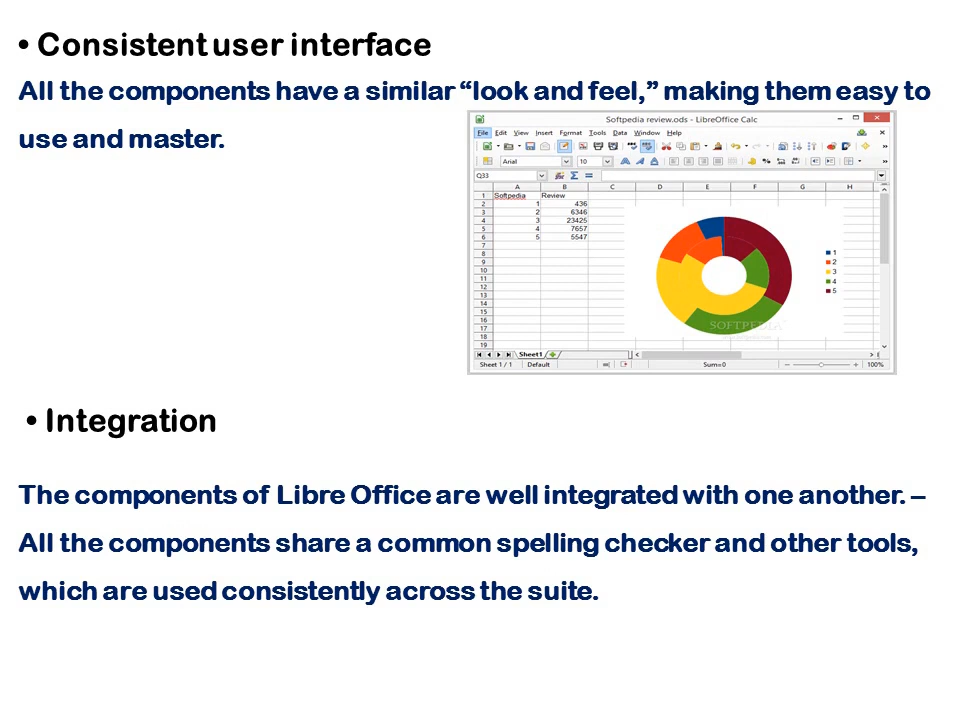 • Consistent user interface
All the components have a similar “look and feel,” making them easy to
use and master.
Softpedia review.ods - LibreOffice Calc
File Edit View Insert Format Tools Data Window Help
Arial 10
Q33
A B C D E F G H
1 Softpedia Review
2 1 436
3 2 6346
4 3 23425
5 4 7657
6 5 5547
7
8
9
10
11
12
13
14
15
16
17
18
19
1
2
3
4
5
SOFTPEDIA
Sheet1
Sheet 1 / 1 Default Sum=0 100%
• Integration
The components of Libre Office are well integrated with one another. –
All the components share a common spelling checker and other tools,
which are used consistently across the suite.